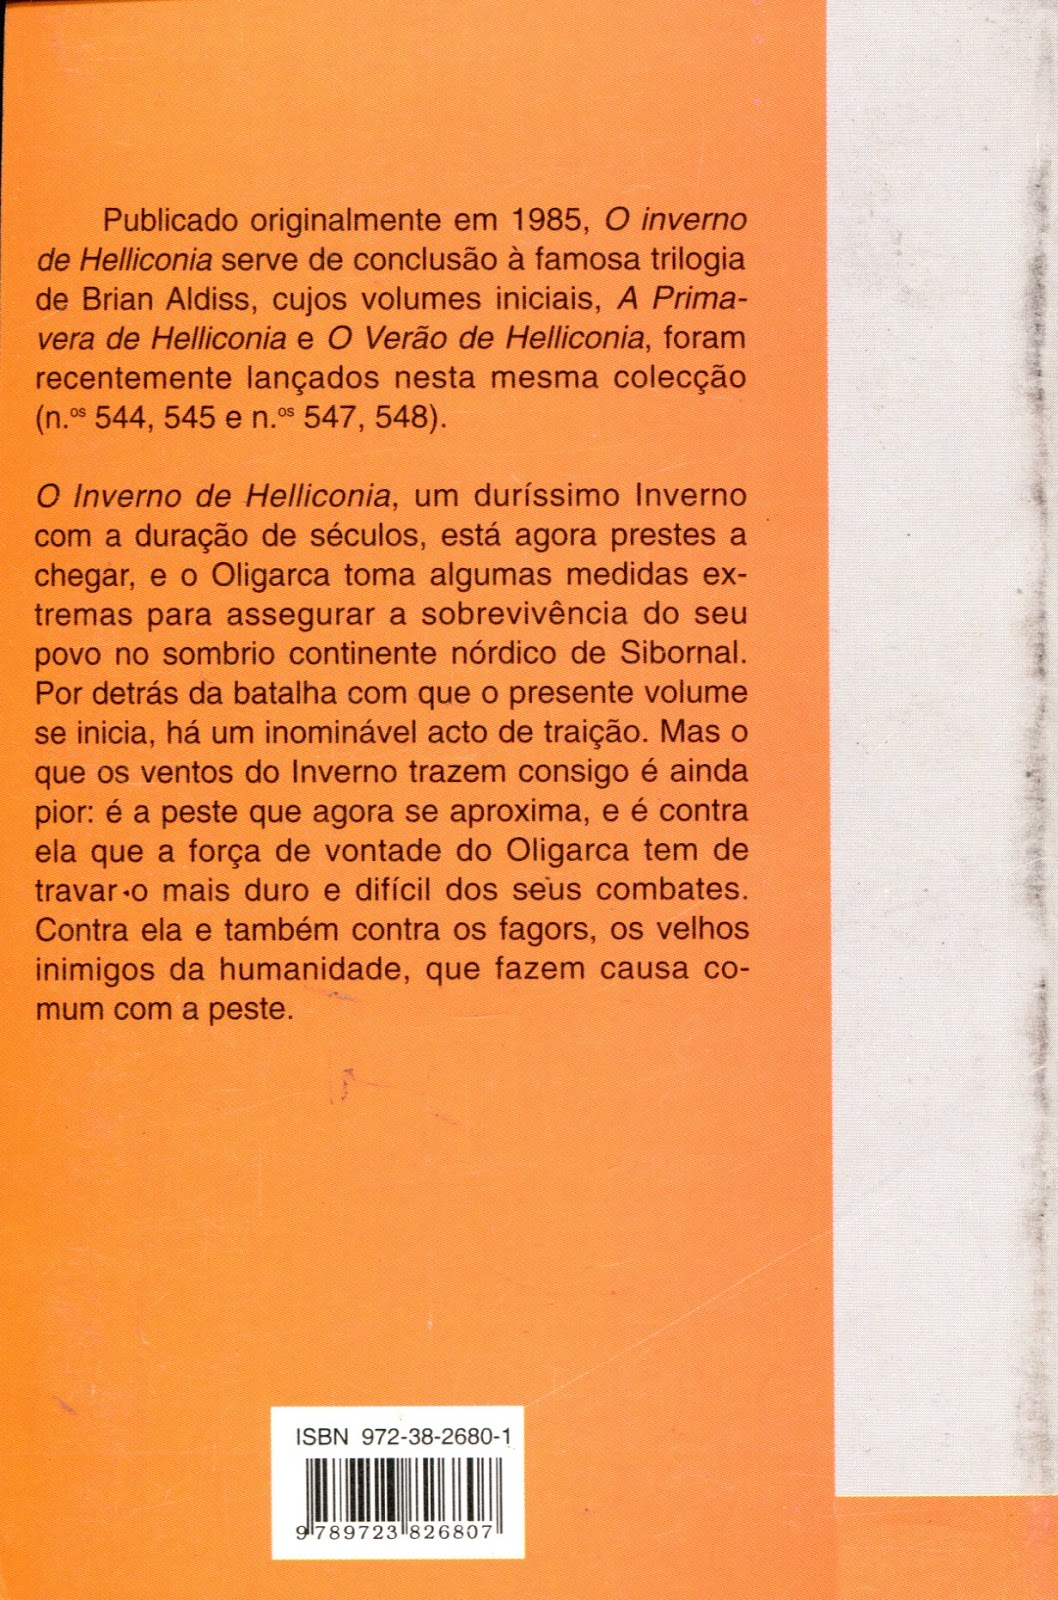 Publicado originalmente em 1985, O inverno
de Helliconia serve de conclusão à famosa trilogia
de Brian Aldiss, cujos volumes iniciais, A Prima-
vera de Helliconia e O Verão de Helliconia, foram
recentemente lançados nesta mesma colecção
(n.ºˢ 544, 545 e n.ºˢ 547, 548).
O Inverno de Helliconia, um duríssimo Inverno
com a duração de séculos, está agora prestes a
chegar, e o Oligarca toma algumas medidas ex-
tremas para assegurar a sobrevivência do seu
povo no sombrio continente nórdico de Sibornal.
Por detrás da batalha com que o presente volume
se inicia, há um inominável acto de traição. Mas o
que os ventos do Inverno trazem consigo é ainda
pior: é a peste que agora se aproxima, e é contra
ela que a força de vontade do Oligarca tem de
travar o mais duro e difícil dos seus combates.
Contra ela e também contra os fagors, os velhos
inimigos da humanidade, que fazem causa co-
mum com a peste.
ISBN 972-38-2680-1
9 789723 826807